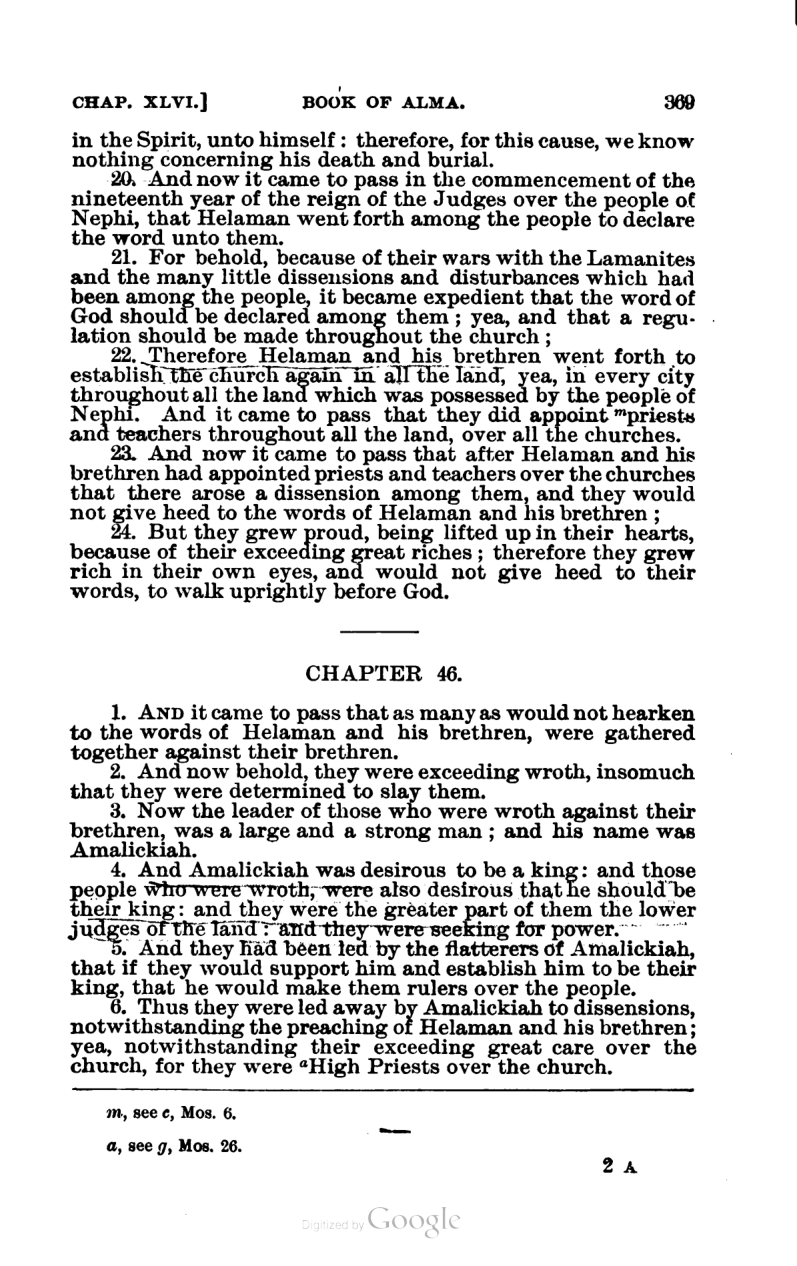 CHAP. XLVI.] BOOK OF ALMA. 369
in the Spirit, unto himself: therefore, for this cause, we know
nothing concerning his death and burial.
20. And now it came to pass in the commencement of the
nineteenth year of the reign of the Judges over the people of
Nephi, that Helaman went forth among the people to declare
the word unto them.
21. For behold, because of their wars with the Lamanites
and the many little dissensions and disturbances which had
been among the people, it became expedient that the word of
God should be declared among them; yea, and that a regu-
lation should be made throughout the church;
22. Therefore Helaman and his brethren went forth to
establish the church again in all the land, yea, in every city
throughout all the land which was possessed by the people of
Nephi. And it came to pass that they did appoint ᵐpriests
and teachers throughout all the land, over all the churches.
23. And now it came to pass that after Helaman and his
brethren had appointed priests and teachers over the churches
that there arose a dissension among them, and they would
not give heed to the words of Helaman and his brethren;
24. But they grew proud, being lifted up in their hearts,
because of their exceeding great riches; therefore they grew
rich in their own eyes, and would not give heed to their
words, to walk uprightly before God.
CHAPTER 46.
1. AND it came to pass that as many as would not hearken
to the words of Helaman and his brethren, were gathered
together against their brethren.
2. And now behold, they were exceeding wroth, insomuch
that they were determined to slay them.
3. Now the leader of those who were wroth against their
brethren, was a large and a strong man; and his name was
Amalickiah.
4. And Amalickiah was desirous to be a king: and those
people who were wroth, were also desirous that he should be
their king: and they were the greater part of them the lower
judges of the land: and they were seeking for power.
5. And they had been led by the flatterers of Amalickiah,
that if they would support him and establish him to be their
king, that he would make them rulers over the people.
6. Thus they were led away by Amalickiah to dissensions,
notwithstanding the preaching of Helaman and his brethren;
yea, notwithstanding their exceeding great care over the
church, for they were ᵃHigh Priests over the church.
m, see c, Mos. 6.
a, see g, Mos. 26.
2 A
Digitized by Google